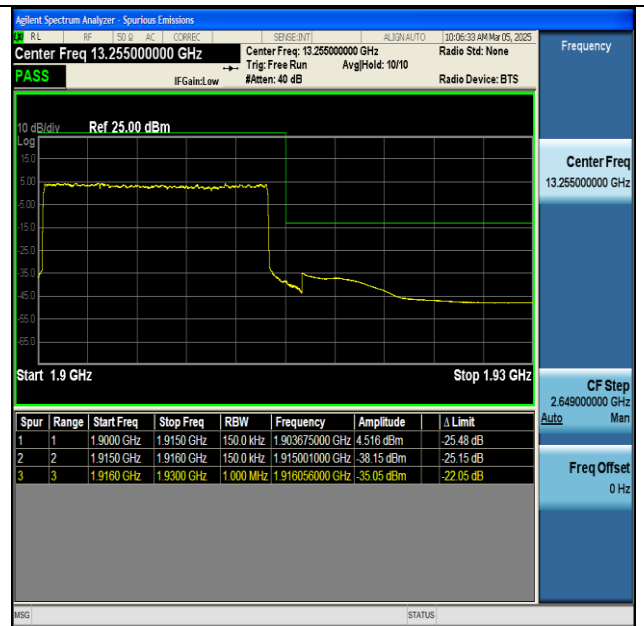 Agilent Spectrum Analyzer - Spurious Emissions
LXI RL RF 50 Ω AC CORREC SENSE:INT ALIGN AUTO 10:06:33 AM Mar 05, 2025
Center Freq 13.255000000 GHz
Center Freq: 13.255000000 GHz Radio Std: None
Trig: Free Run Avg|Hold: 10/10
PASS IFGain:Low #Atten: 40 dB Radio Device: BTS
10 dB/div Ref 25.00 dBm
Log
15.0
5.00
-5.00
-15.0
-25.0
-35.0
-45.0
-55.0
-65.0
Start 1.9 GHz Stop 1.93 GHz
Spur Range Start Freq Stop Freq RBW Frequency Amplitude Δ Limit
1 1 1.9000 GHz 1.9150 GHz 150.0 kHz 1.903675000 GHz 4.516 dBm -25.48 dB
2 2 1.9150 GHz 1.9160 GHz 150.0 kHz 1.915001000 GHz -38.15 dBm -25.15 dB
3 3 1.9160 GHz 1.9300 GHz 1.000 MHz 1.916056000 GHz -35.05 dBm -22.05 dB
MSG STATUS
Frequency
Center Freq
13.255000000 GHz
CF Step
2.649000000 GHz
Auto Man
Freq Offset
0 Hz